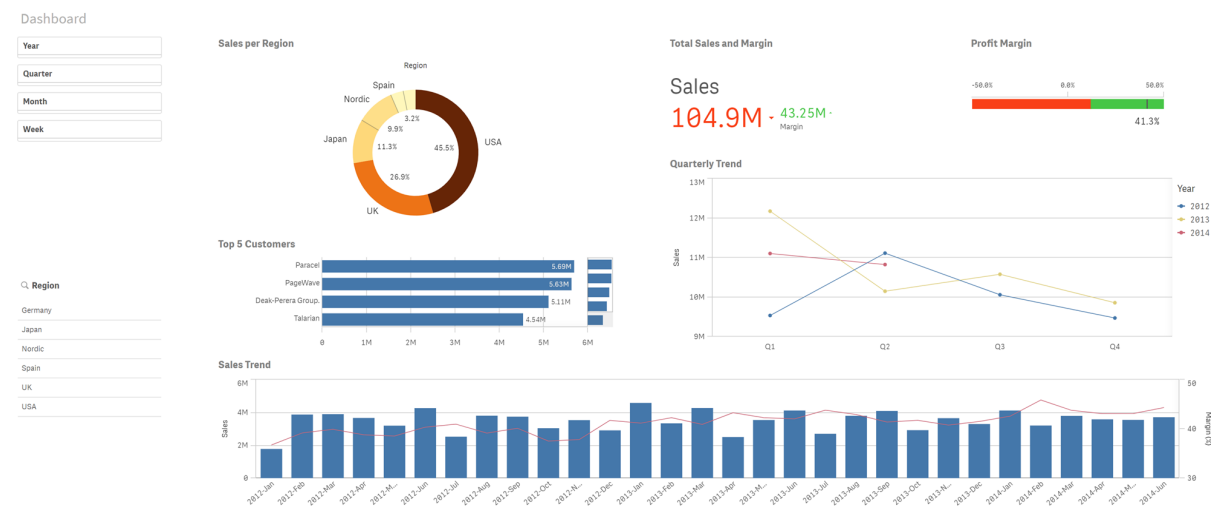 Dashboard
Year
Quarter
Month
Week
Region
Germany
Japan
Nordic
Spain
UK
USA
Sales per Region
Region
Spain
Nordic
Japan
UK
USA
3.2%
9.9%
11.3%
26.9%
45.5%
Top 5 Customers
Paracel
PageWave
Deak-Perera Group.
Talarian
5.69M
5.63M
5.11M
4.54M
0 1M 2M 3M 4M 5M 6M
Total Sales and Margin
Sales
104.9M
43.25M
Margin
Profit Margin
-50.0% 0.0% 50.0%
41.3%
Quarterly Trend
Sales
13M
12M
11M
10M
9M
Q1 Q2 Q3 Q4
Year
2012
2013
2014
Sales Trend
Sales
6M
4M
2M
0
50
40
30
Margin (%)
2012-Jan
2012-Feb
2012-Mar
2012-Apr
2012-M...
2012-Jun
2012-Jul
2012-Aug
2012-Sep
2012-Oct
2012-N...
2012-Dec
2013-Jan
2013-Feb
2013-Mar
2013-Apr
2013-M...
2013-Jun
2013-Jul
2013-Aug
2013-Sep
2013-Oct
2013-N...
2013-Dec
2014-Jan
2014-Feb
2014-Mar
2014-Apr
2014-M...
2014-Jun